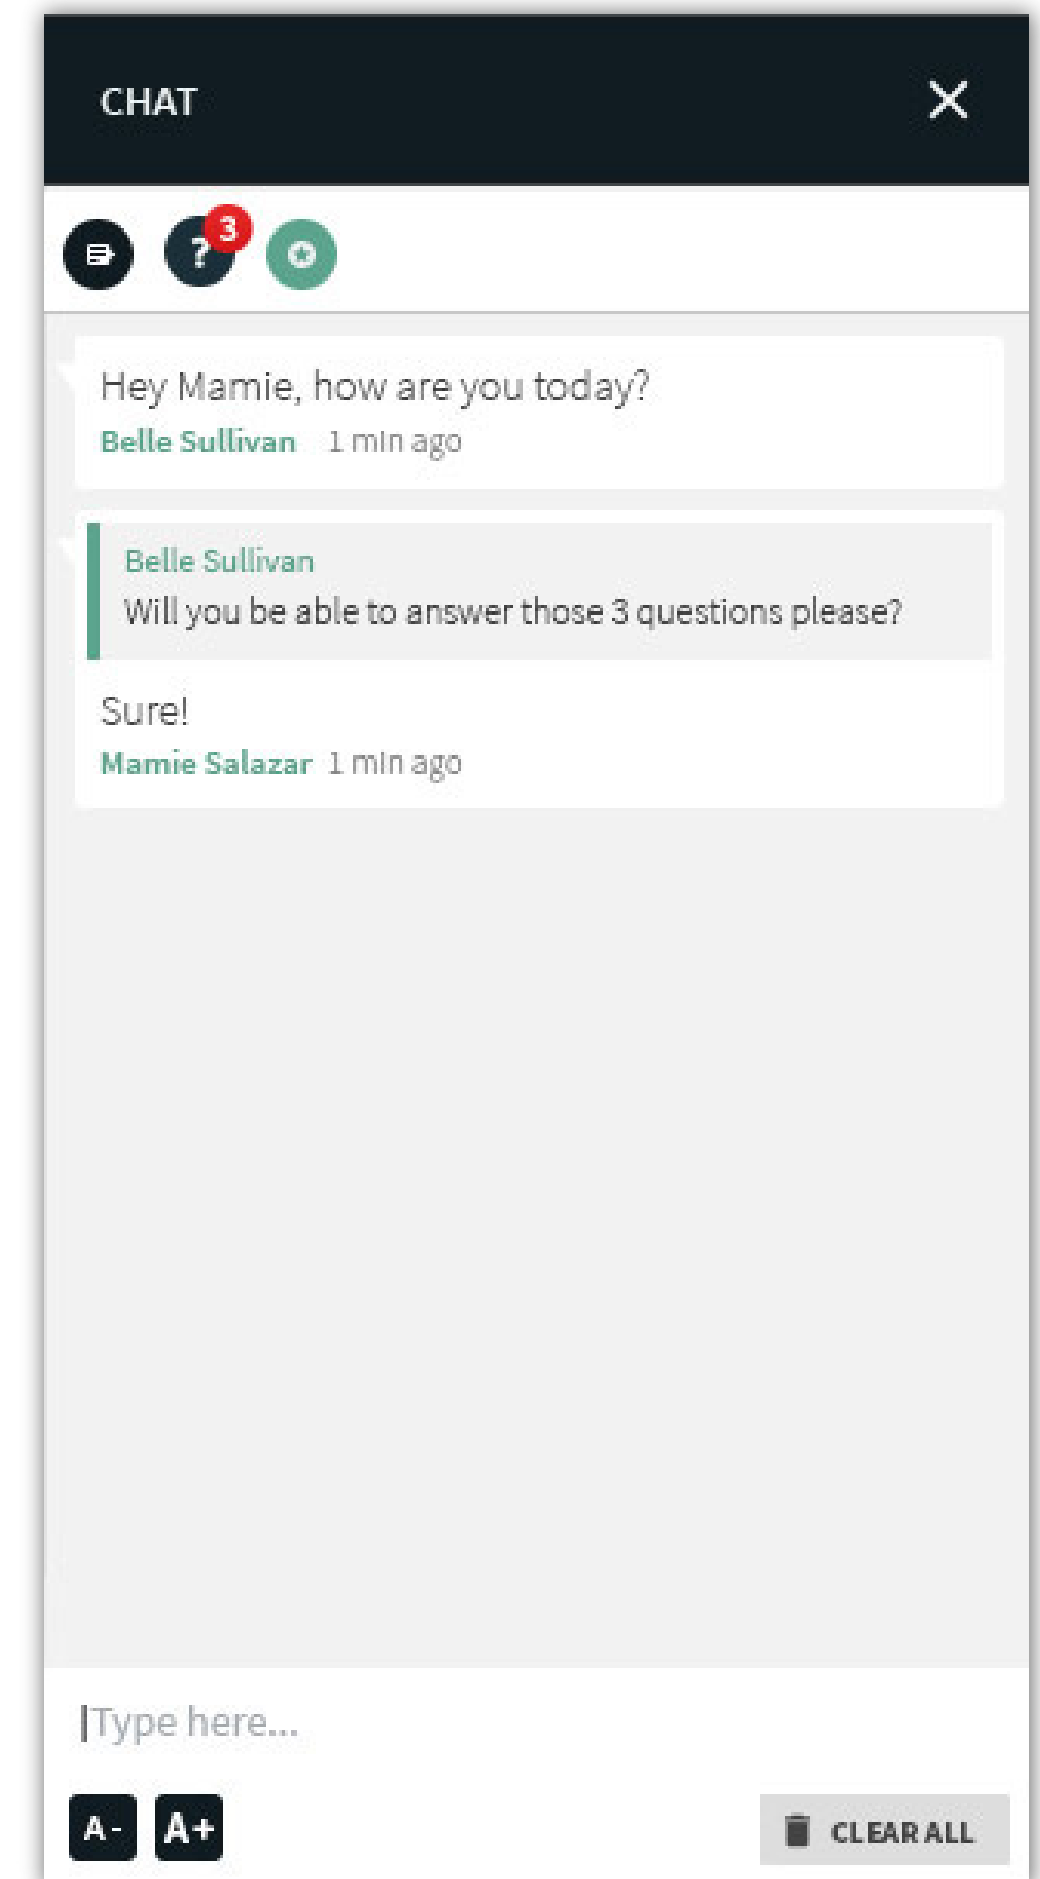 CHAT
? 3
Hey Mamie, how are you today?
Belle Sullivan 1 min ago
Belle Sullivan
Will you be able to answer those 3 questions please?
Sure!
Mamie Salazar 1 min ago
Type here...
A- A+ CLEAR ALL